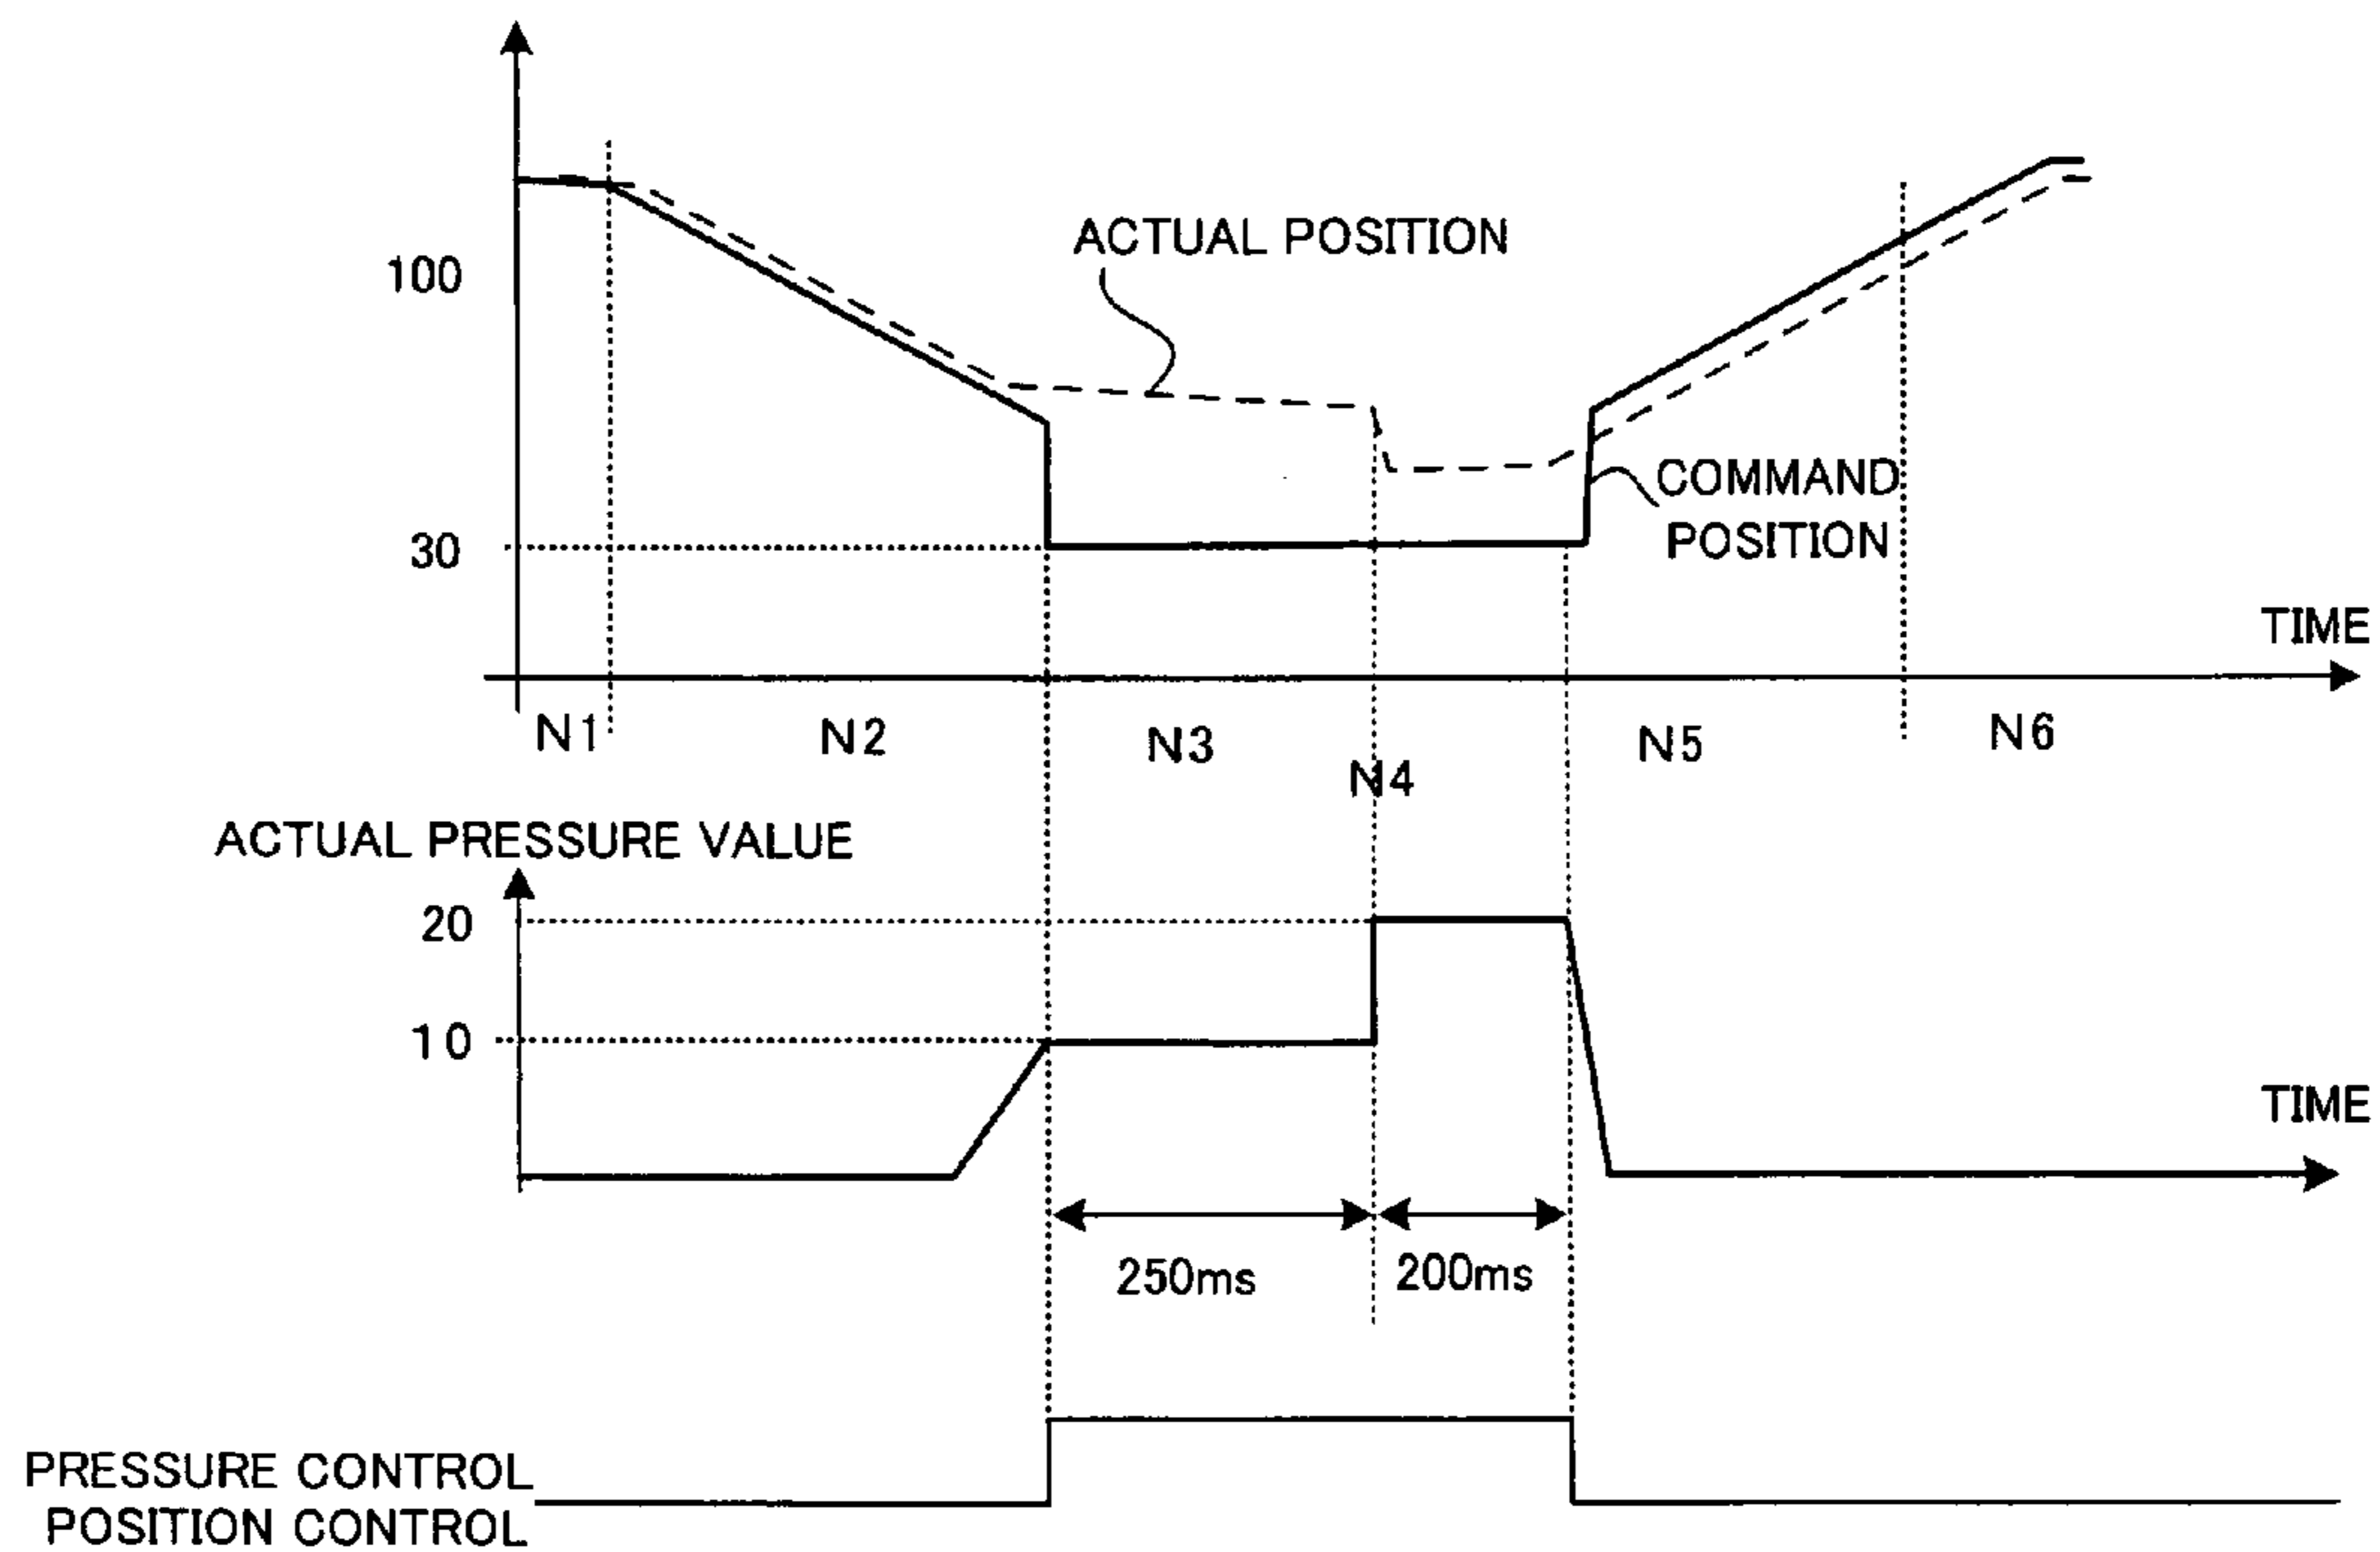 100
ACTUAL POSITION
COMMAND
POSITION
30
TIME
N1
N2
N3
N4
N5
N6
ACTUAL PRESSURE VALUE
20
10
TIME
250ms
200ms
PRESSURE CONTROL
POSITION CONTROL